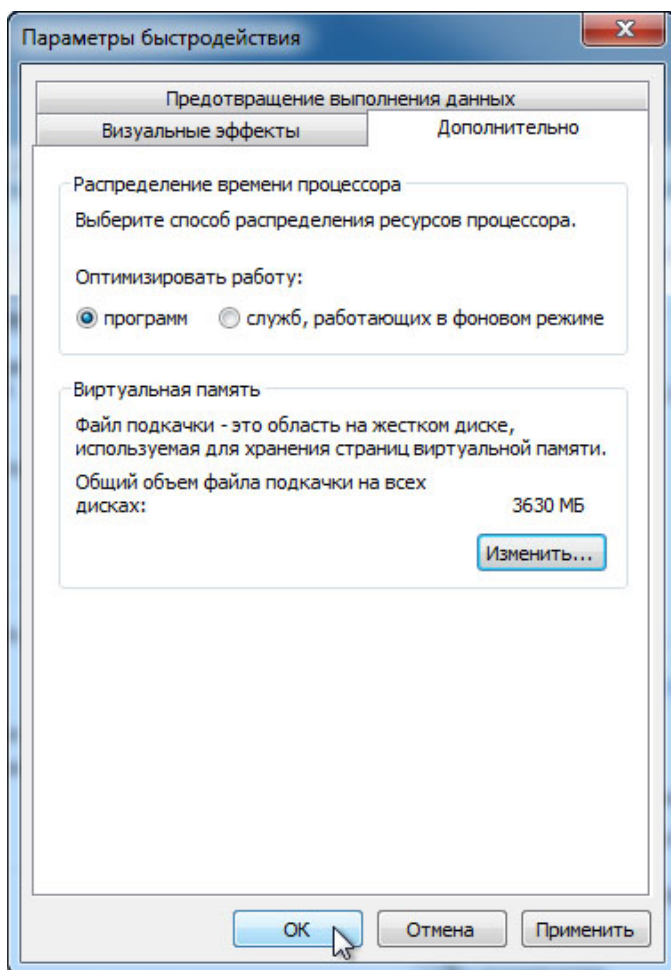 Параметры быстродействия
Предотвращение выполнения данных
Визуальные эффекты
Дополнительно
Распределение времени процессора
Выберите способ распределения ресурсов процессора.
Оптимизировать работу:
программ
служб, работающих в фоновом режиме
Виртуальная память
Файл подкачки - это область на жестком диске,
используемая для хранения страниц виртуальной памяти.
Общий объем файла подкачки на всех
дисках:
3630 МБ
Изменить...
ОК
Отмена
Применить